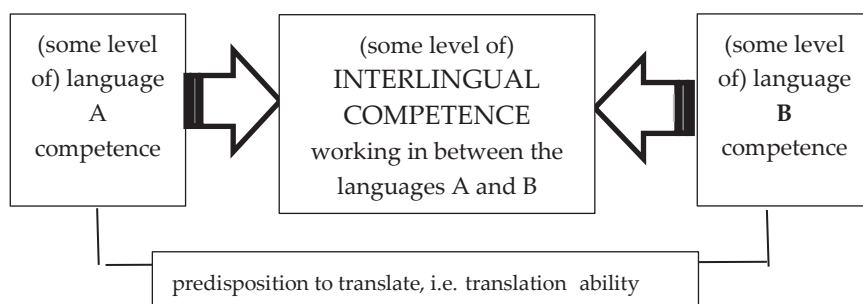 (some level
of) language
A
competence
(some level of)
INTERLINGUAL
COMPETENCE
working in between the
languages A and B
(some level
of) language
B
competence
predisposition to translate, i.e. translation ability